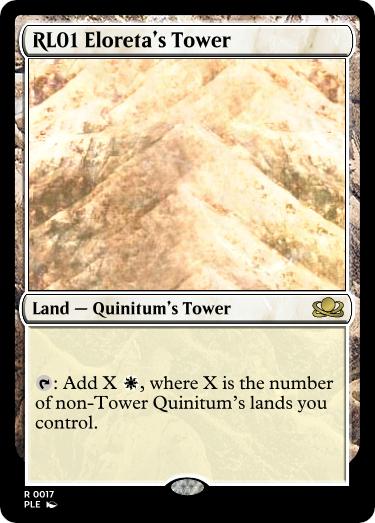 RL01 Eloreta's Tower
Land — Quinitum's Tower
: Add X , where X is the number
of non-Tower Quinitum's lands you
control.
R 0017
PLE